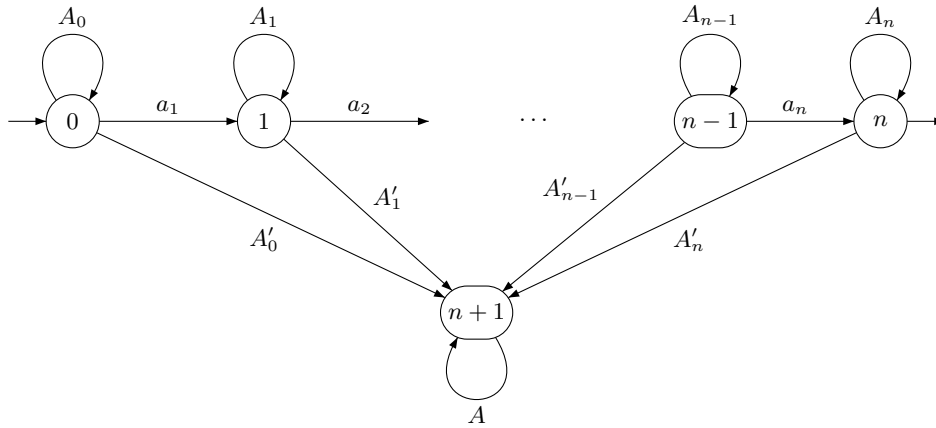 A_0 A_1 A_{n−1} A_n
0 a_1 1 a_2 ⋯ n − 1 a_n n
A′_0 A′_1 A′_{n−1} A′_n
n + 1
A